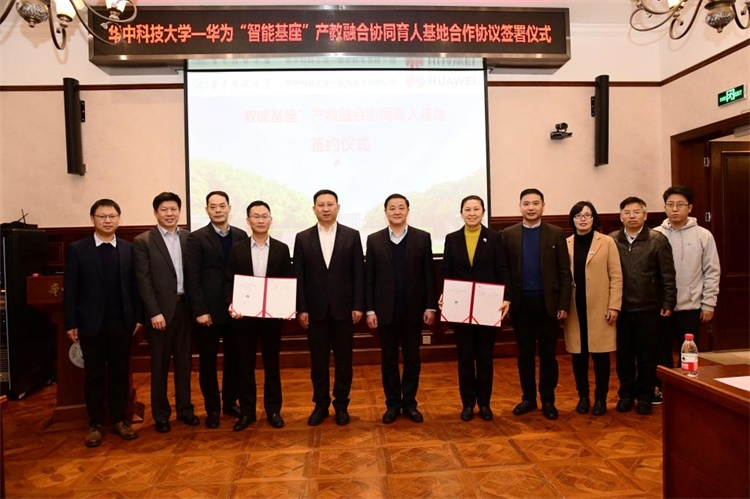 华中科技大学—华为“智能基座”产教融合协同育人基地合作协议签署仪式
HUAWEI
HUAWEI
“智能基座”产教融合协同育人基地
签约仪式